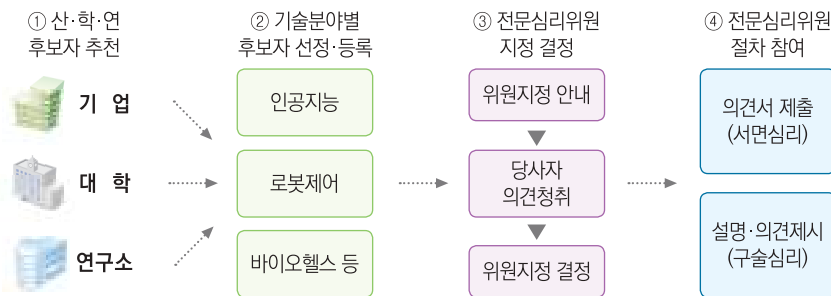 ① 산·학·연
후보자 추천
기 업
대 학
연구소
② 기술분야별
후보자 선정·등록
인공지능
로봇제어
바이오헬스 등
③ 전문심리위원
지정 결정
위원지정 안내
당사자
의견청취
위원지정 결정
④ 전문심리위원
절차 참여
의견서 제출
(서면심리)
설명·의견제시
(구술심리)